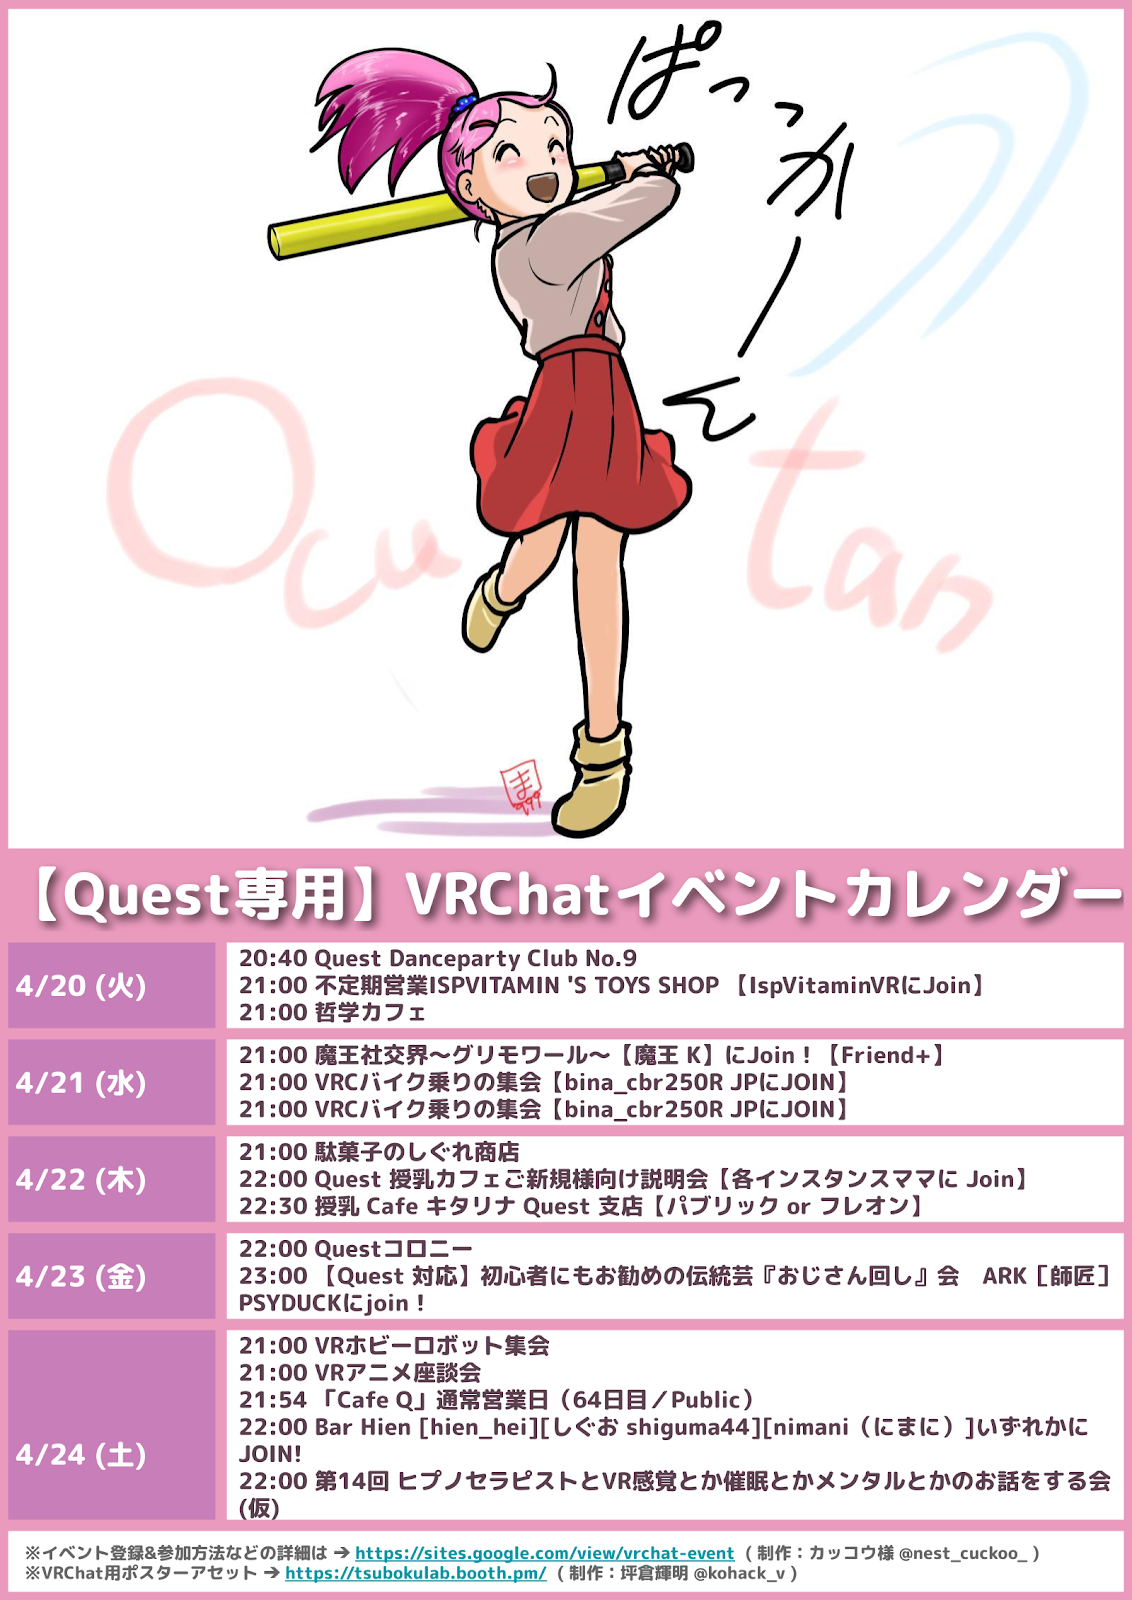 ぱっっかーん
Ocu tan
ま
999
【Quest専用】VRChatイベントカレンダー
4/20 (火)
20:40 Quest Danceparty Club No.9
21:00 不定期営業ISPVITAMIN 'S TOYS SHOP 【IspVitaminVRにJoin】
21:00 哲学カフェ
4/21 (水)
21:00 魔王社交界～グリモワール～【魔王 K】にJoin！【Friend+】
21:00 VRCバイク乗りの集会【bina_cbr250R JPにJOIN】
21:00 VRCバイク乗りの集会【bina_cbr250R JPにJOIN】
4/22 (木)
21:00 駄菓子のしぐれ商店
22:00 Quest 授乳カフェご新規様向け説明会【各インスタンスママに Join】
22:30 授乳 Cafe キタリナ Quest 支店【パブリック or フレオン】
4/23 (金)
22:00 Questコロニー
23:00 【Quest 対応】初心者にもお勧めの伝統芸『おじさん回し』会　ARK［師匠］
PSYDUCKにjoin！
4/24 (土)
21:00 VRホビーロボット集会
21:00 VRアニメ座談会
21:54 「Cafe Q」通常営業日（64日目／Public）
22:00 Bar Hien [hien_hei][しぐお shiguma44][nimani（にまに）]いずれかに
JOIN!
22:00 第14回 ヒプノセラピストとVR感覚とか催眠とかメンタルとかのお話をする会
(仮)
※イベント登録&参加方法などの詳細は ➔ https://sites.google.com/view/vrchat-event （ 制作：カッコウ様 @nest_cuckoo_ ）
※VRChat用ポスターアセット ➔ https://tsubokulab.booth.pm/ （ 制作：坪倉輝明 @kohack_v ）